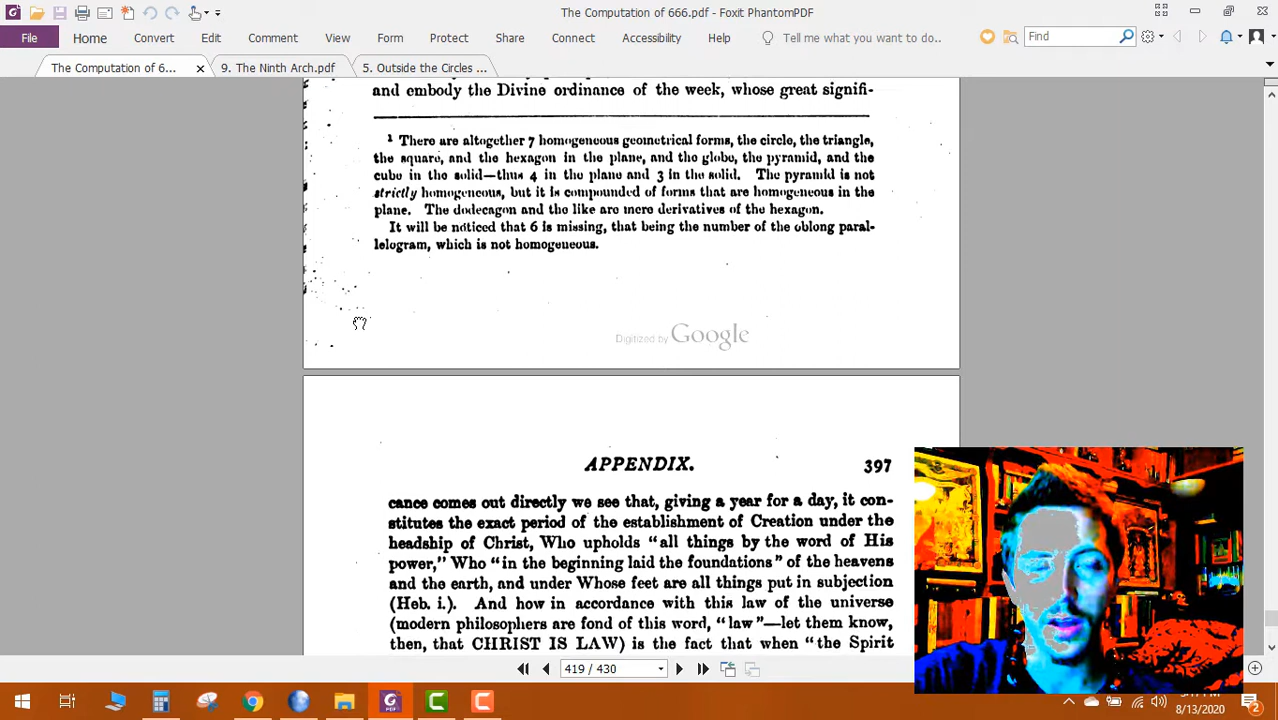 The Computation of 666.pdf - Foxit PhantomPDF
File Home Convert Edit Comment View Form Protect Share Connect Accessibility Help Tell me what you want to do.. Find
The Computation of 6... 9. The Ninth Arch.pdf 5. Outside the Circles ...
and embody the Divine ordinance of the week, whose great signifi-
1 There are altogether 7 homogeneous geometrical forms, the circle, the triangle,
the square, and the hexagon in the plane, and the globe, the pyramid, and the
cube in the solid—thus 4 in the plane and 3 in the solid. The pyramid is not
strictly homogeneous, but it is compounded of forms that are homogeneous in the
plane. The dodecagon and the like are mere derivatives of the hexagon.
It will be noticed that 6 is missing, that being the number of the oblong paral-
lelogram, which is not homogeneous.
Digitized by Google
APPENDIX. 397
cance comes out directly we see that, giving a year for a day, it con-
stitutes the exact period of the establishment of Creation under the
headship of Christ, Who upholds "all things by the word of His
power," Who "in the beginning laid the foundations" of the heavens
and the earth, and under Whose feet are all things put in subjection
(Heb. i.). And how in accordance with this law of the universe
(modern philosophers are fond of this word, "law"—let them know,
then, that CHRIST IS LAW) is the fact that when "the Spirit
419 / 430
8/13/2020
2